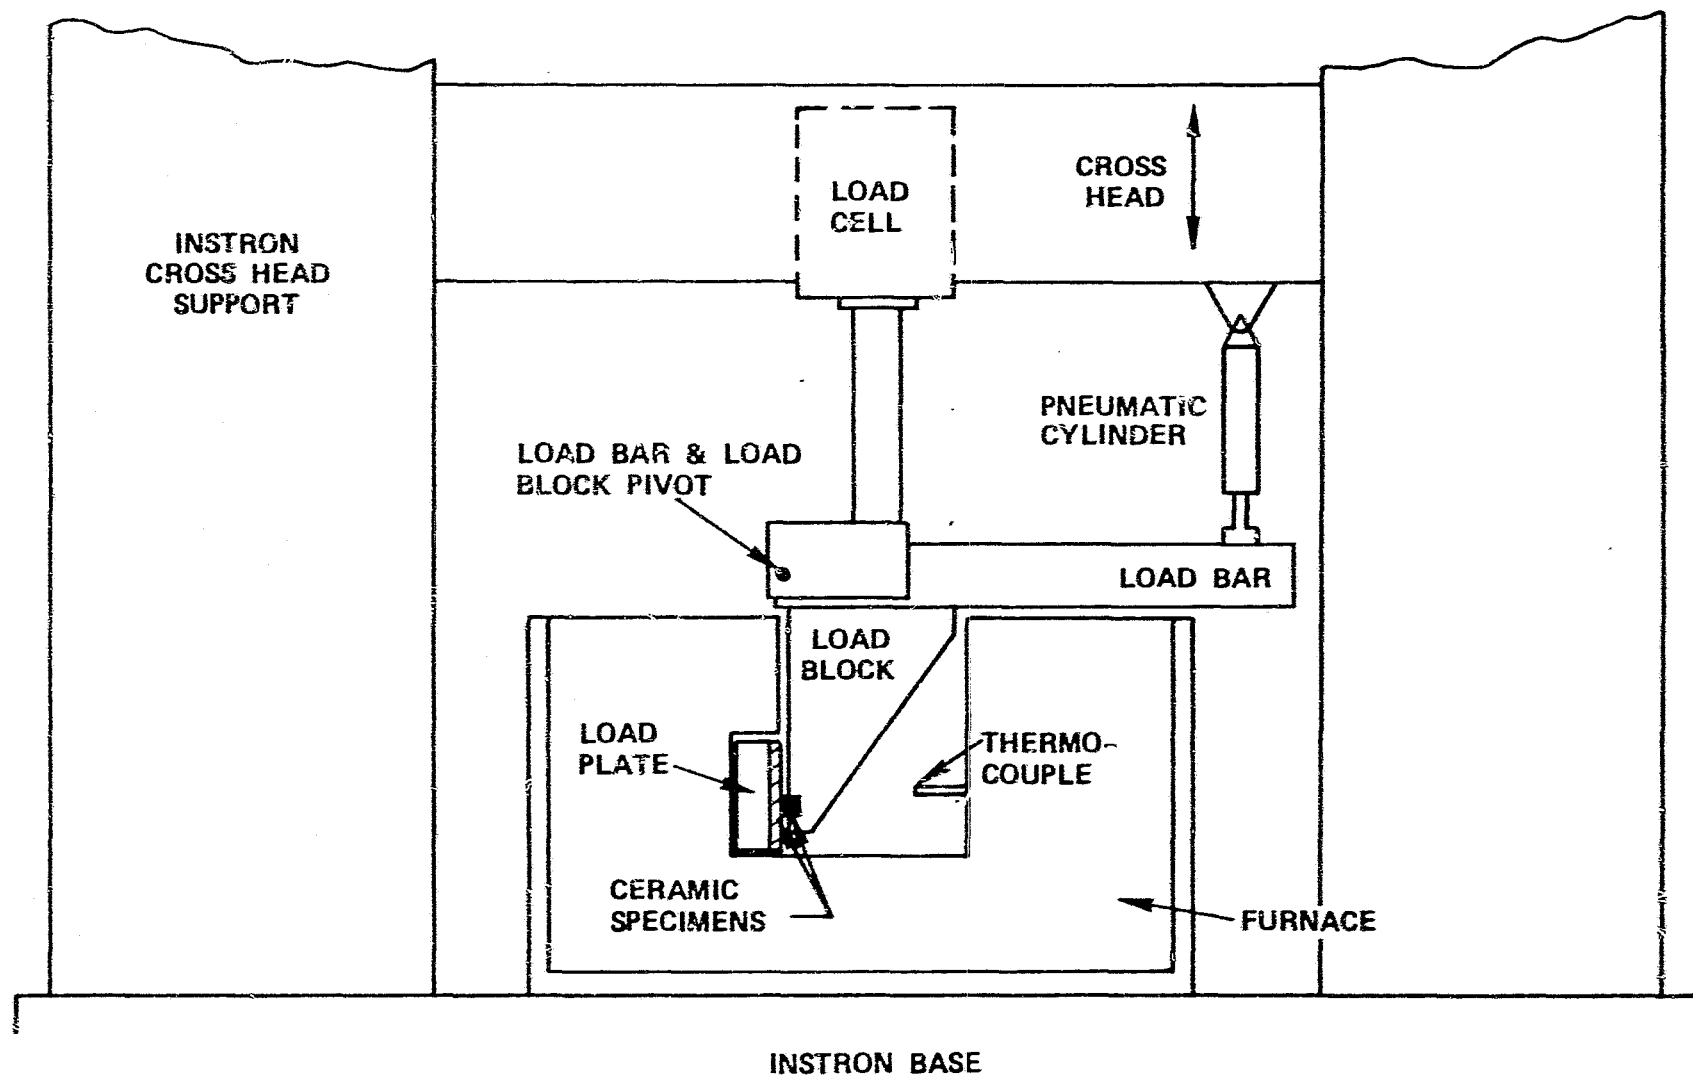 LOAD
CELL
CROSS
HEAD
INSTRON
CROSS HEAD
SUPPORT
PNEUMATIC
CYLINDER
LOAD BAR & LOAD
BLOCK PIVOT
LOAD BAR
LOAD
BLOCK
LOAD
PLATE
THERMO-
COUPLE
CERAMIC
SPECIMENS
FURNACE
INSTRON BASE